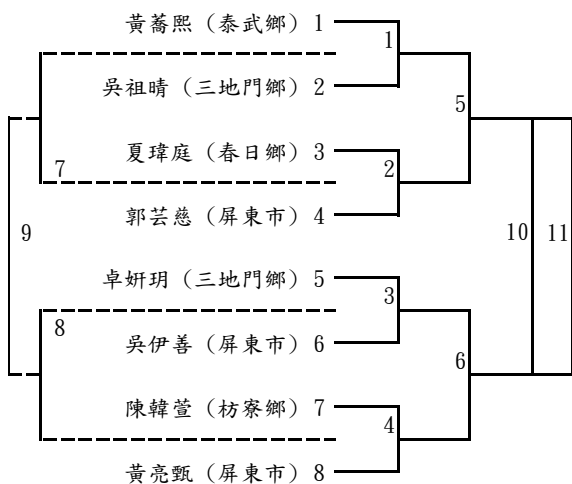 黃蕎熙 (泰武鄉) 1
1
吳祖晴 (三地門鄉) 2
5
夏瑋庭 (春日鄉) 3
7
2
郭芸慈 (屏東市) 4
9
10
11
卓妍玥 (三地門鄉) 5
3
8
吳伊善 (屏東市) 6
6
陳韓萱 (枋寮鄉) 7
4
黃亮甄 (屏東市) 8